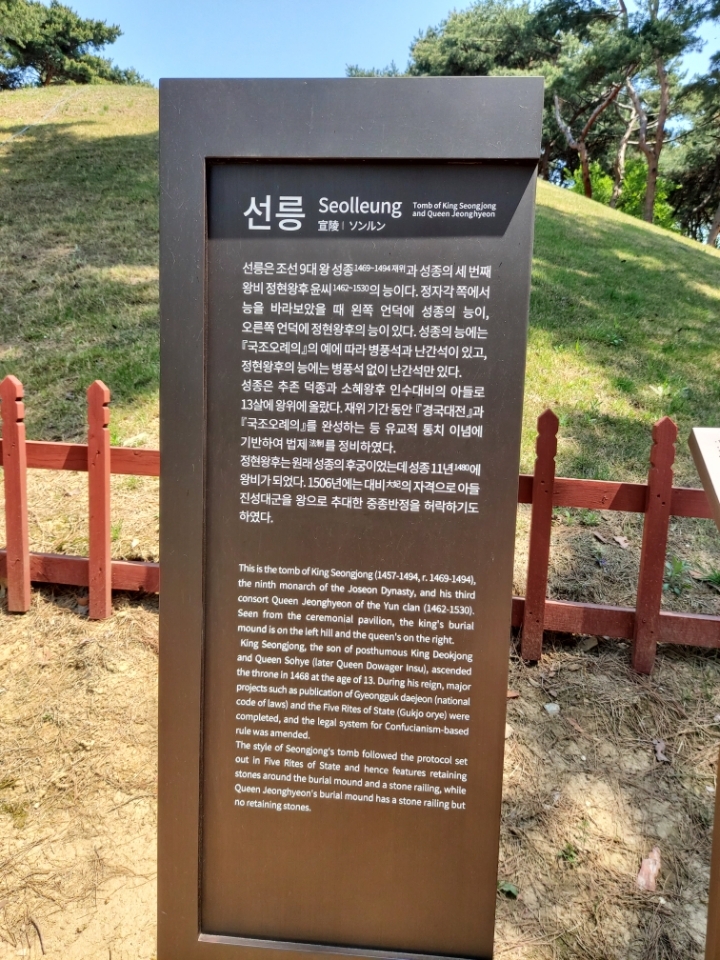 선릉 Seolleung Tomb of King Seongjong
and Queen Jeonghyeon
宣陵 | ソンルン
선릉은 조선 9대 왕 성종1469~1494 재위과 성종의 세 번째
왕비 정현왕후 윤씨1462~1530의 능이다. 정자각 쪽에서
능을 바라보았을 때 왼쪽 언덕에 성종의 능이,
오른쪽 언덕에 정현왕후의 능이 있다. 성종의 능에는
『국조오례의』의 예에 따라 병풍석과 난간석이 있고,
정현왕후의 능에는 병풍석 없이 난간석만 있다.
성종은 추존 덕종과 소혜왕후 인수대비의 아들로
13살에 왕위에 올랐다. 재위 기간 동안 『경국대전』과
『국조오례의』를 완성하는 등 유교적 통치 이념에
기반하여 법제法制를 정비하였다.
정현왕후는 원래 성종의 후궁이었는데 성종 11년1480에
왕비가 되었다. 1506년에는 대비大妃의 자격으로 아들
진성대군을 왕으로 추대한 중종반정을 허락하기도
하였다.
This is the tomb of King Seongjong (1457-1494, r. 1469-1494),
the ninth monarch of the Joseon Dynasty, and his third
consort Queen Jeonghyeon of the Yun clan (1462-1530).
Seen from the ceremonial pavilion, the king's burial
mound is on the left hill and the queen's on the right.
King Seongjong, the son of posthumous King Deokjong
and Queen Sohye (later Queen Dowager Insu), ascended
the throne in 1468 at the age of 13. During his reign, major
projects such as publication of Gyeongguk daejeon (national
code of laws) and the Five Rites of State (Gukjo orye) were
completed, and the legal system for Confucianism-based
rule was amended.
The style of Seongjong's tomb followed the protocol set
out in Five Rites of State and hence features retaining
stones around the burial mound and a stone railing, while
Queen Jeonghyeon's burial mound has a stone railing but
no retaining stones.